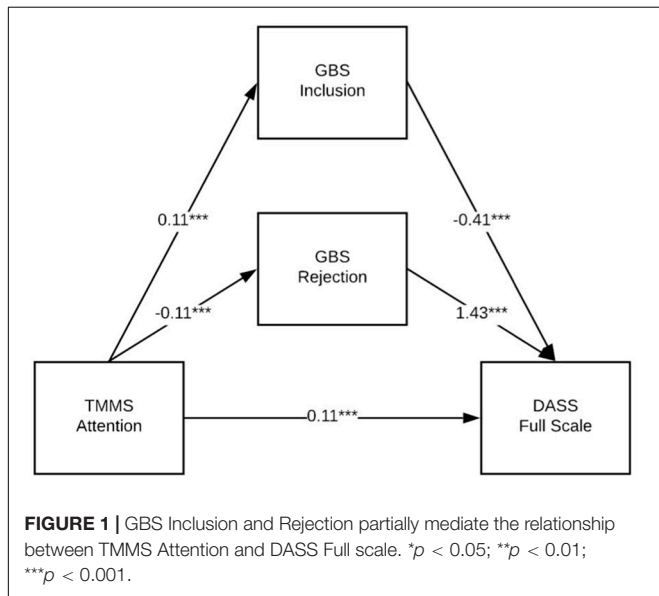 GBS
Inclusion
0.11***
-0.41***
GBS
Rejection
-0.11***
1.43***
TMMS
Attention
0.11***
DASS
Full Scale
FIGURE 1 | GBS Inclusion and Rejection partially mediate the relationship
between TMMS Attention and DASS Full scale. *p < 0.05; **p < 0.01;
***p < 0.001.